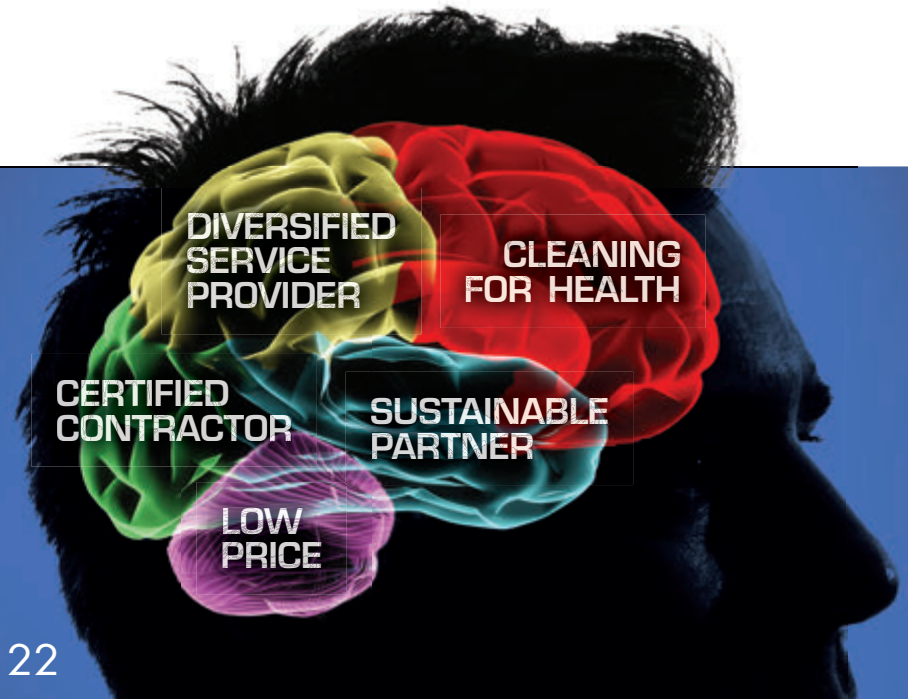 DIVERSIFIED
SERVICE
PROVIDER
CLEANING
FOR HEALTH
CERTIFIED
CONTRACTOR
SUSTAINABLE
PARTNER
LOW
PRICE
22